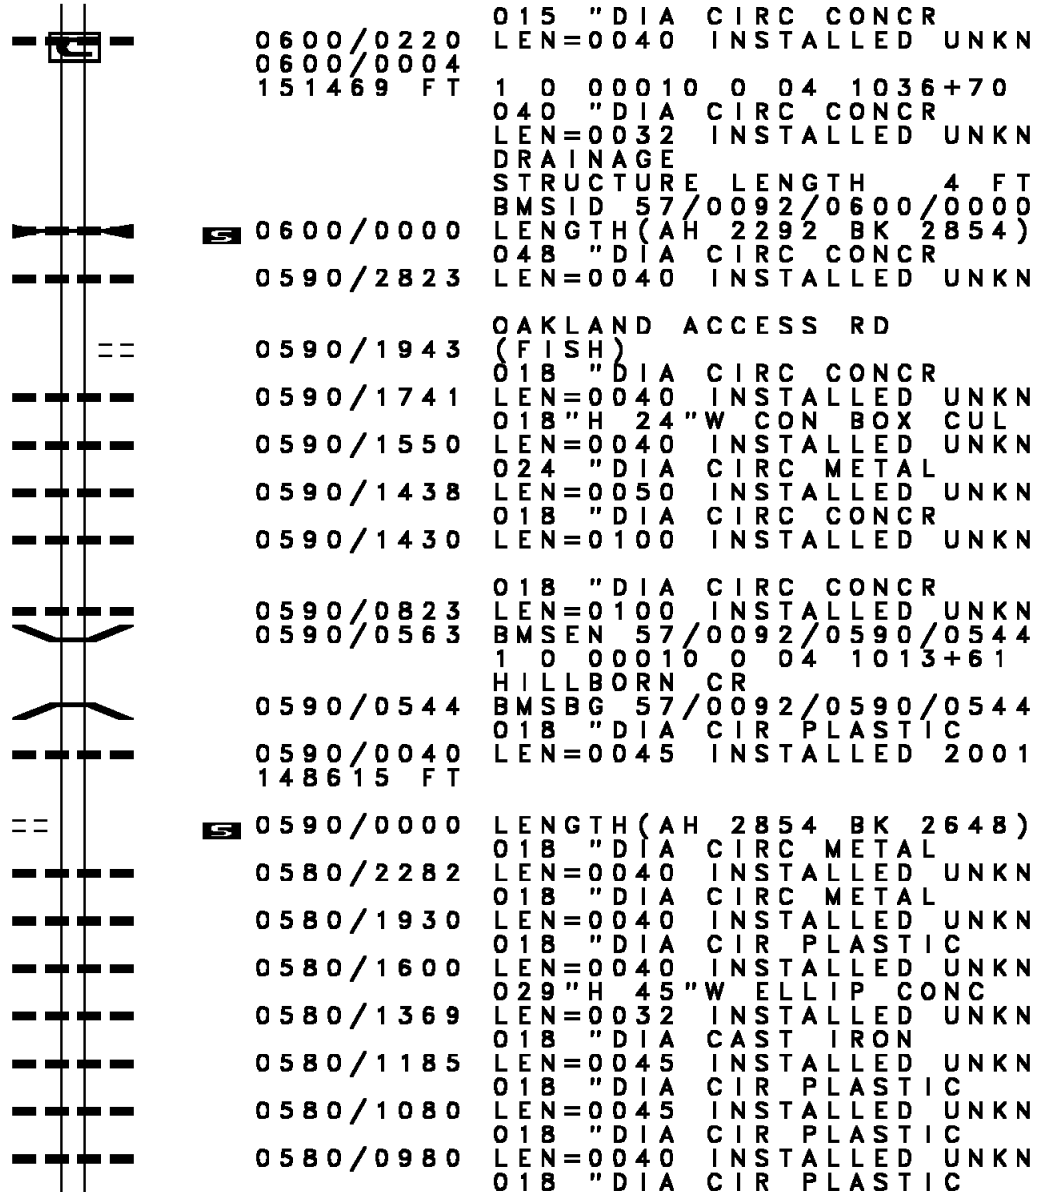 015 "DIA CIRC CONCR
0600/0220 LEN=0040 INSTALLED UNKN
0600/0004
151469 FT 1 0 00010 0 04 1036+70
040 "DIA CIRC CONCR
LEN=0032 INSTALLED UNKN
DRAINAGE
STRUCTURE LENGTH 4 FT
BMSID 57/0092/0600/0000
S 0600/0000 LENGTH(AH 2292 BK 2854)
048 "DIA CIRC CONCR
0590/2823 LEN=0040 INSTALLED UNKN
OAKLAND ACCESS RD
0590/1943 (FISH)
018 "DIA CIRC CONCR
0590/1741 LEN=0040 INSTALLED UNKN
018"H 24"W CON BOX CUL
0590/1550 LEN=0040 INSTALLED UNKN
024 "DIA CIRC METAL
0590/1438 LEN=0050 INSTALLED UNKN
018 "DIA CIRC CONCR
0590/1430 LEN=0100 INSTALLED UNKN
018 "DIA CIRC CONCR
0590/0823 LEN=0100 INSTALLED UNKN
0590/0563 BMSEN 57/0092/0590/0544
1 0 00010 0 04 1013+61
HILLBORN CR
0590/0544 BMSBG 57/0092/0590/0544
018 "DIA CIR PLASTIC
0590/0040 LEN=0045 INSTALLED 2001
148615 FT
S 0590/0000 LENGTH(AH 2854 BK 2648)
018 "DIA CIRC METAL
0580/2282 LEN=0040 INSTALLED UNKN
018 "DIA CIRC METAL
0580/1930 LEN=0040 INSTALLED UNKN
018 "DIA CIR PLASTIC
0580/1600 LEN=0040 INSTALLED UNKN
029"H 45"W ELLIP CONC
0580/1369 LEN=0032 INSTALLED UNKN
018 "DIA CAST IRON
0580/1185 LEN=0045 INSTALLED UNKN
018 "DIA CIR PLASTIC
0580/1080 LEN=0045 INSTALLED UNKN
018 "DIA CIR PLASTIC
0580/0980 LEN=0040 INSTALLED UNKN
018 "DIA CIR PLASTIC